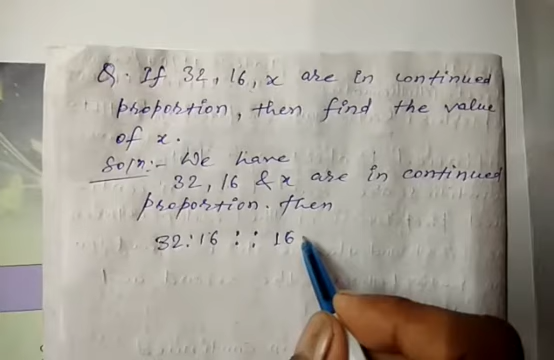 Q. If 32, 16, x are in continued
proportion, then find the value
of x.
Soln:- We have
32, 16 & x are in continued
proportion. then
32:16 :: 16